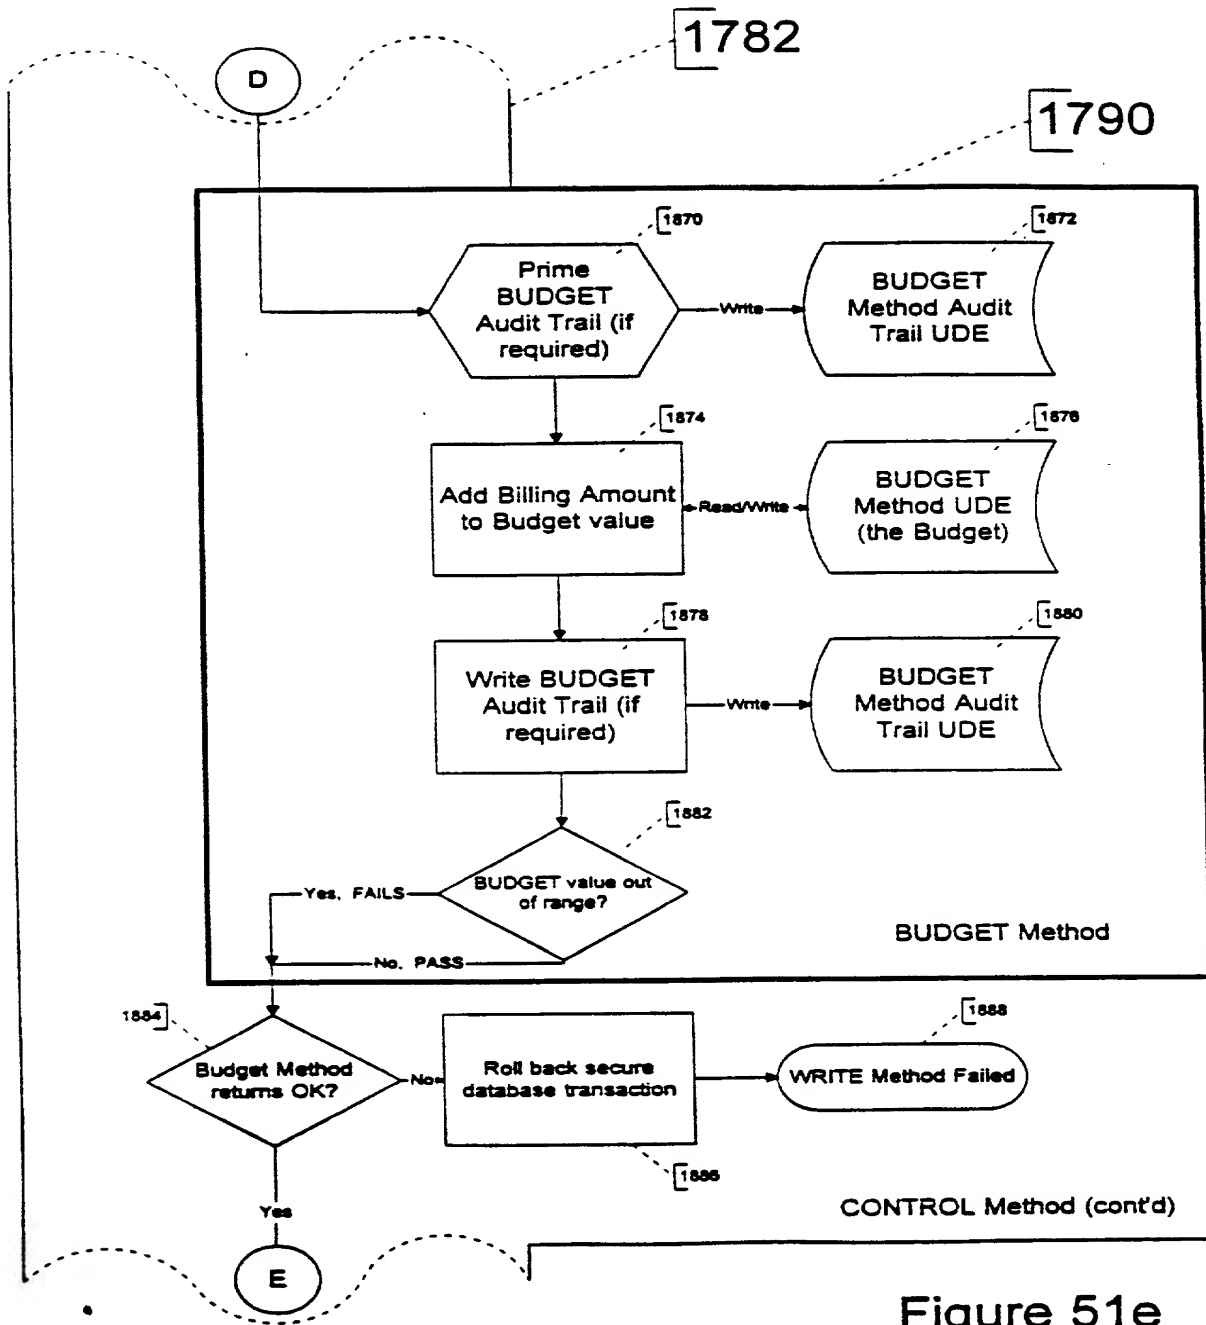 1782
D
1790
1870
1872
Prime
BUDGET
Audit Trail (if
required)
Write
BUDGET
Method Audit
Trail UDE
1874
1876
Add Billing Amount
to Budget value
Read/Write
BUDGET
Method UDE
(the Budget)
1878
1880
Write BUDGET
Audit Trail (if
required)
Write
BUDGET
Method Audit
Trail UDE
1882
BUDGET value out
of range?
Yes, FAILS
No, PASS
BUDGET Method
1884
1888
Budget Method
returns OK?
No
Roll back secure
database transaction
WRITE Method Failed
1886
Yes
CONTROL Method (cont'd)
E
Figure 51e